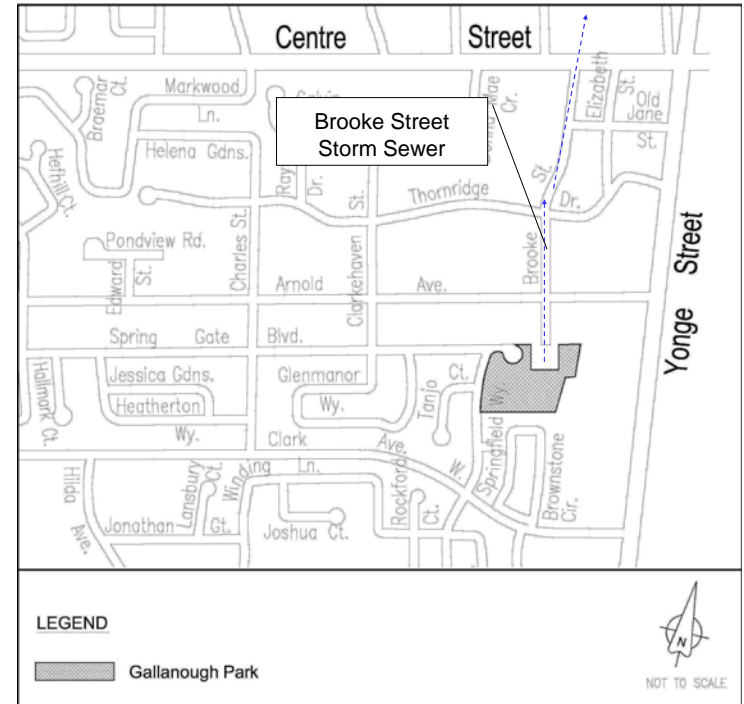 Centre Street
Markwood
Ln.
Braemar
Ct.
Helena Gdns.
Hefhill Ct.
Brooke Street
Storm Sewer
Mae
Cr.
Elizabeth
St.
Old
Jane
St.
Ray
Dr.
Thornridge
Dr.
St.
Brooke
Charles St.
Clarkehaven
St.
Pondview Rd.
Edward
St.
Arnold Ave.
Yonge Street
Spring Gate Blvd.
Hallmark Ct.
Jessica Gdns.
Heatherton
Wy.
Glenmanor
Wy.
Tanjo
Ct.
Wy.
Springfield
Clark Ave. W.
Brownstone
Cir.
Hilda
Ave.
Lansbury
Ct.
Winding Ln.
Rockford
Ct.
Jonathan Gt.
Joshua Ct.
LEGEND
Gallanough Park
N
NOT TO SCALE